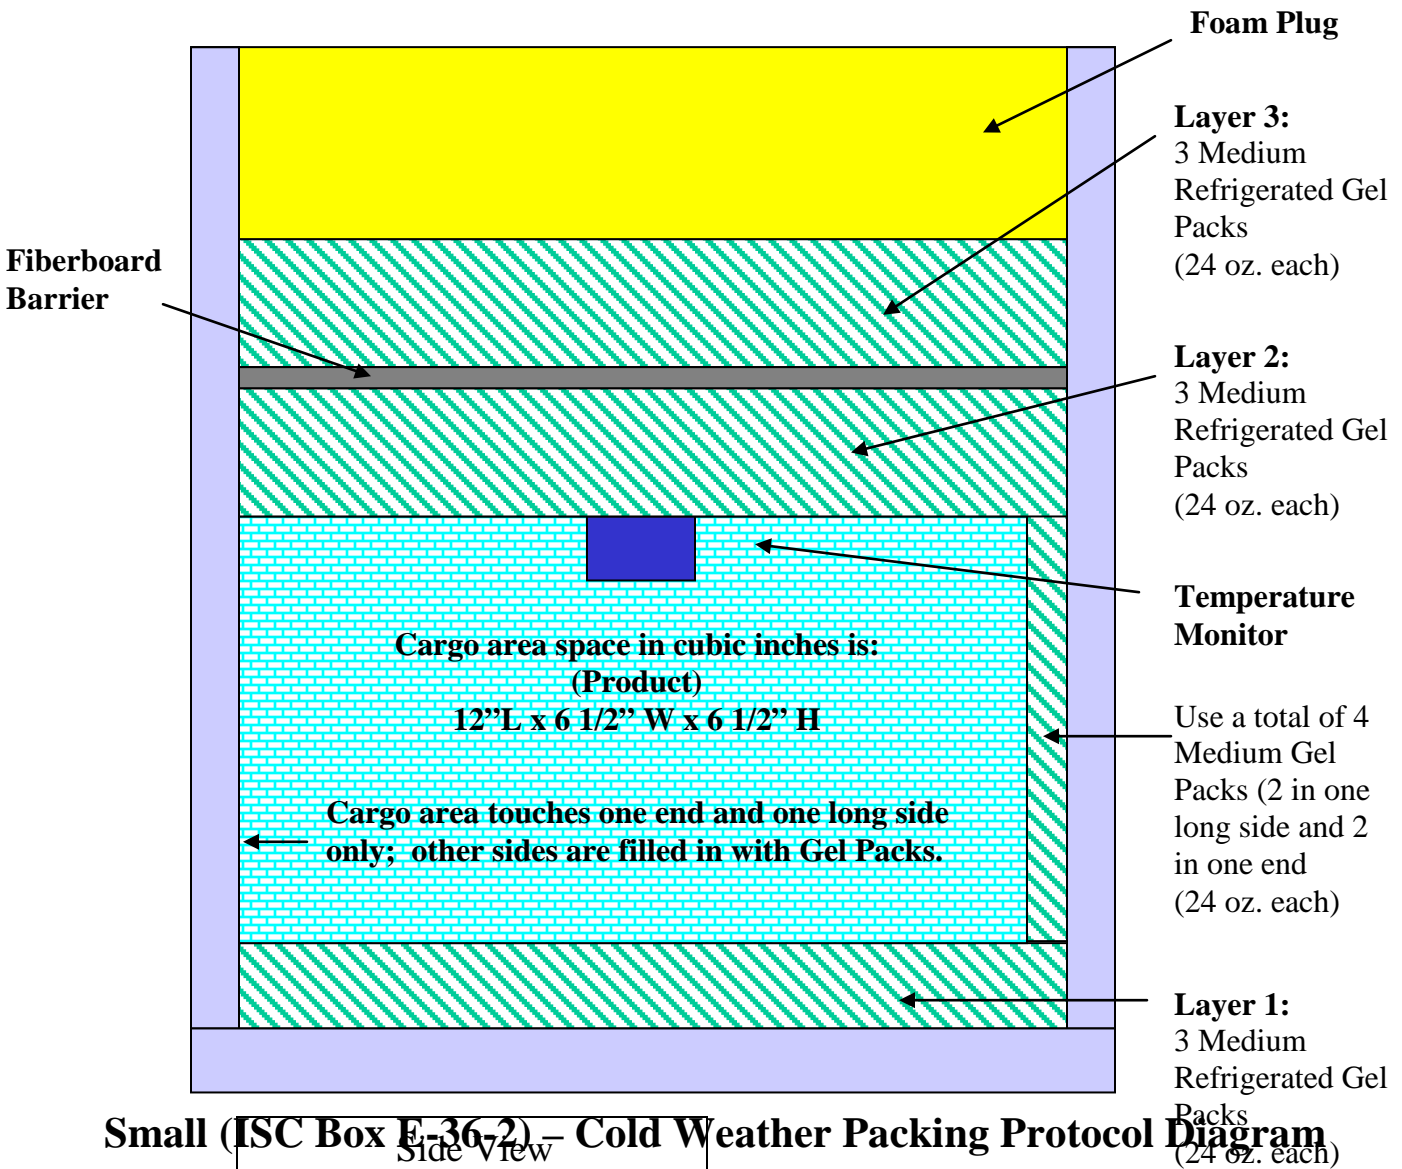 Foam Plug
Layer 3:
3 Medium
Refrigerated Gel
Packs
(24 oz. each)
Fiberboard
Barrier
Layer 2:
3 Medium
Refrigerated Gel
Packs
(24 oz. each)
Temperature
Monitor
Cargo area space in cubic inches is:
(Product)
12”L x 6 1/2” W x 6 1/2” H
Use a total of 4
Medium Gel
Packs (2 in one
long side and 2
in one end
(24 oz. each)
Cargo area touches one end and one long side
only;  other sides are filled in with Gel Packs.
Layer 1:
3 Medium
Refrigerated Gel
Packs
(24 oz. each)
Small (ISC Box E-36-2) – Cold Weather Packing Protocol Diagram
Side View